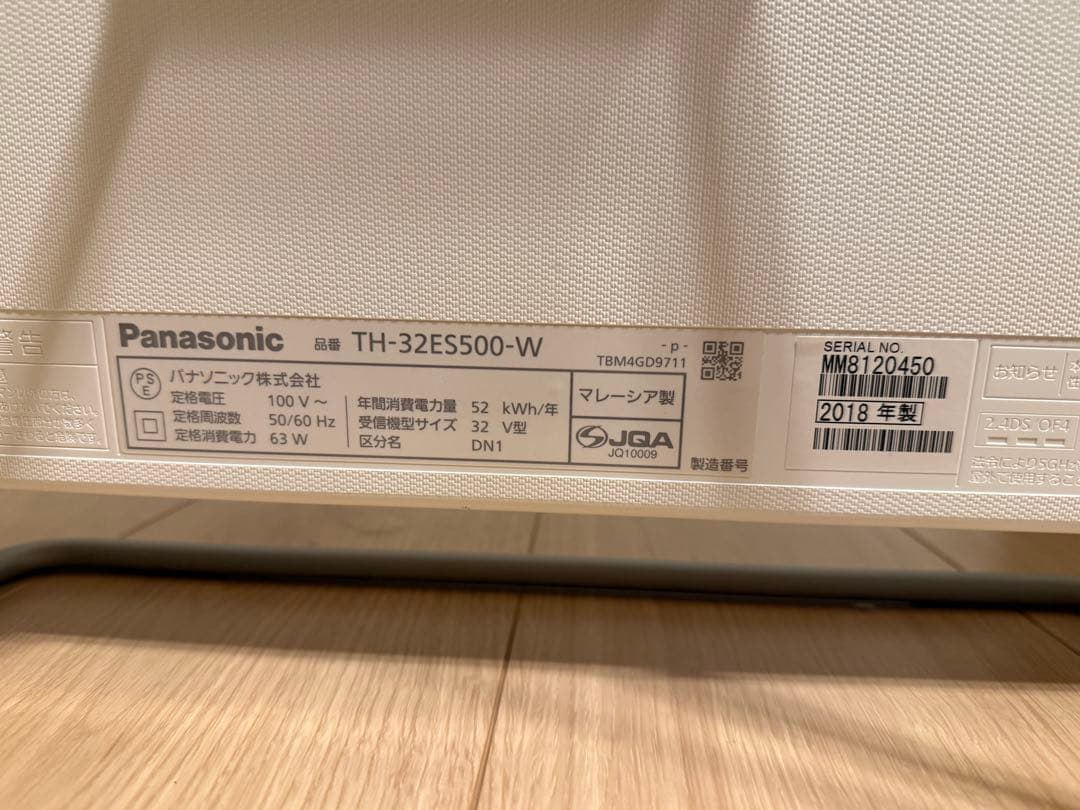 警告
Panasonic 品番 TH-32ES500-W
-p-
TBM4GD9711
PS
E
パナソニック株式会社
定格電圧 100 V～
定格周波数 50/60 Hz
定格消費電力 63 W
年間消費電力量 52 kWh/年
受信機型サイズ 32 V型
区分名 DN1
マレーシア製
JQA
JQ10009
製造番号
SERIAL NO.
MM8120450
2018 年製
お知らせ
2.4DS, OF4